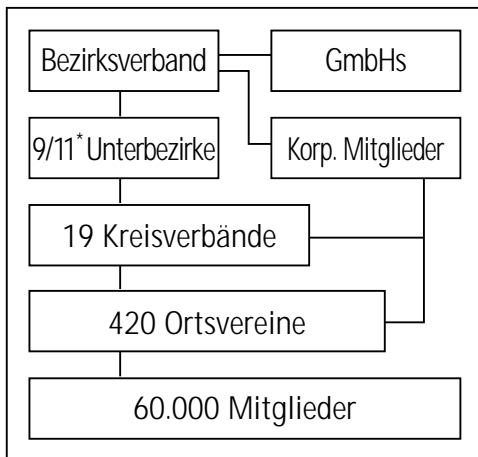 Bezirksverband
GmbHs
9/11* Unterbezirke
Korp. Mitglieder
19 Kreisverbände
420 Ortsvereine
60.000 Mitglieder